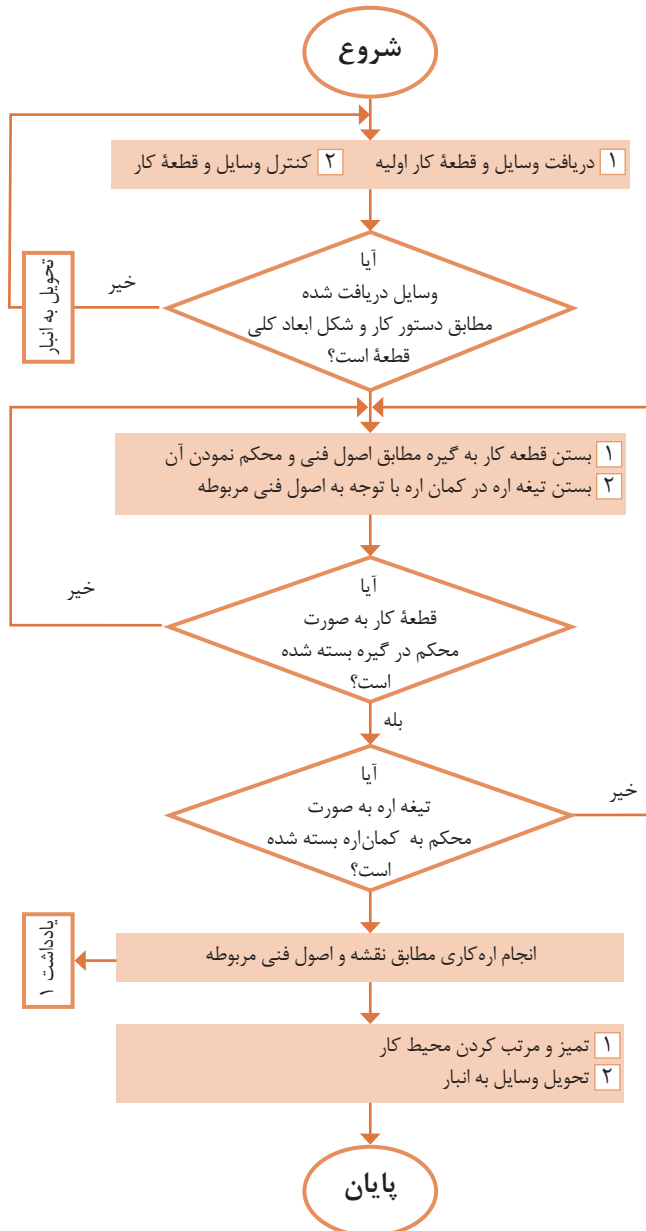 شروع
۱ دریافت وسایل و قطعهٔ کار اولیه ۲ کنترل وسایل و قطعهٔ کار
آیا
وسایل دریافت شده
مطابق دستور کار و شکل ابعاد کلی
قطعهٔ است؟
خیر
تحویل به انبار
۱ بستن قطعه کار به گیره مطابق اصول فنی و محکم نمودن آن
۲ بستن تیغه اره در کمان اره با توجه به اصول فنی مربوطه
آیا
قطعهٔ کار به صورت
محکم در گیره بسته شده
است؟
خیر
بله
آیا
تیغه اره به صورت
محکم به کمان‌اره بسته شده
است؟
خیر
انجام اره‌کاری مطابق نقشه و اصول فنی مربوطه
یادداشت ۱
۱ تمیز و مرتب کردن محیط کار
۲ تحویل وسایل به انبار
پایان